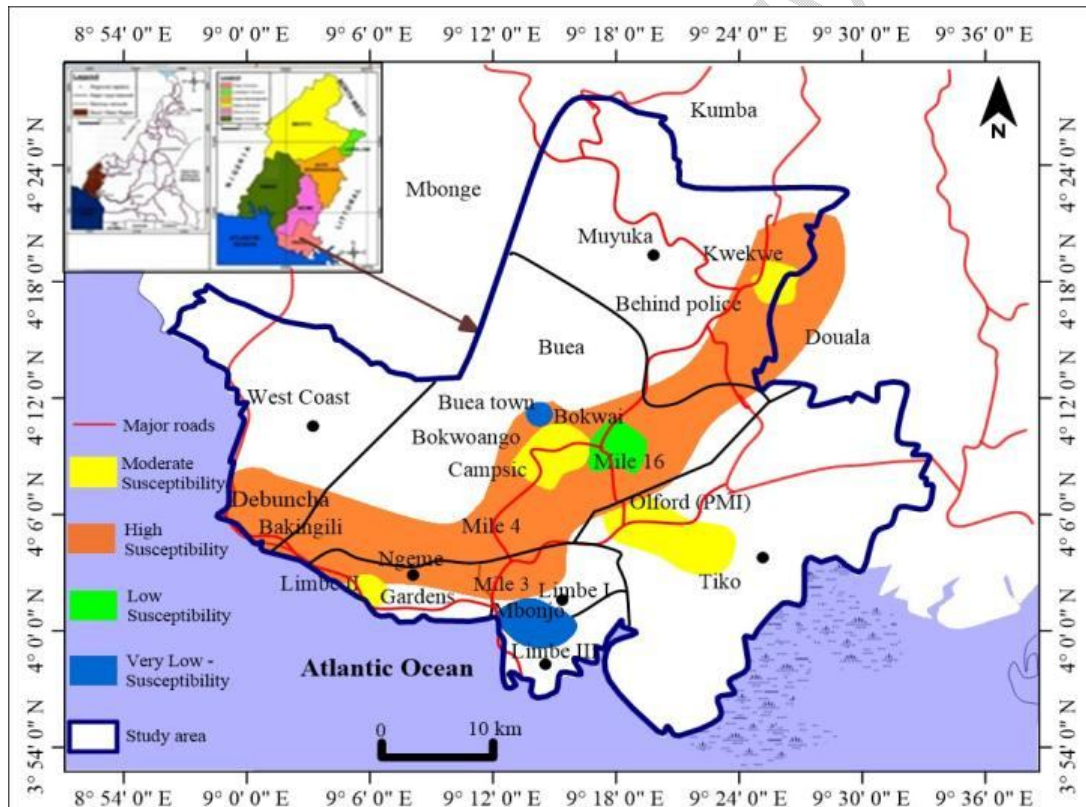 8° 54' 0" E 9° 0' 0" E 9° 6' 0" E 9° 12' 0" E 9° 18' 0" E 9° 24' 0" E 9° 30' 0" E 9° 36' 0" E
4° 24' 0" N
4° 18' 0" N
4° 12' 0" N
4° 6' 0" N
4° 0' 0" N
3° 54' 0" N
Legend
Legend
NORTH WEST
NIGERIA
LITTORAL
N
Kumba
Mbonge
Muyuka
Kwekwe
Behind police
Douala
Buea
West Coast
Buea town
Bokwai
Bokwoango
Campsic
Mile 16
Debuncha
Bakingili
Mile 4
Olford (PMI)
Ngeme
Limbe II
Gardens
Mile 3
Limbe I
Tiko
Mbonjo
Limbe III
Atlantic Ocean
0 10 km
Major roads
Moderate
Susceptibility
High
Susceptibility
Low
Susceptibility
Very Low -
Susceptibility
Study area
4° 24' 0" N
4° 18' 0" N
4° 12' 0" N
4° 6' 0" N
4° 0' 0" N
3° 54' 0" N
8° 54' 0" E 9° 0' 0" E 9° 6' 0" E 9° 12' 0" E 9° 18' 0" E 9° 24' 0" E 9° 30' 0" E 9° 36' 0" E